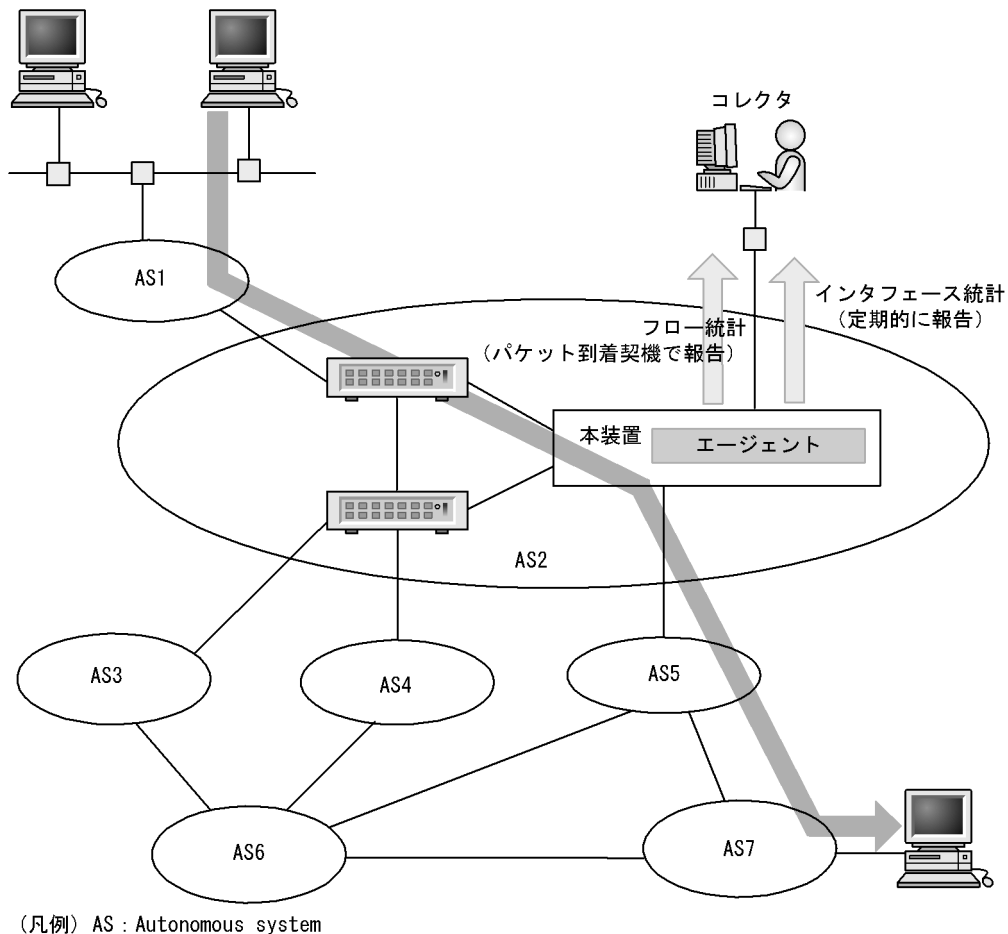 コレクタ
AS1
インタフェース統計
(定期的に報告)
フロー統計
(パケット到着契機で報告)
本装置
エージェント
AS2
AS3
AS4
AS5
AS6
AS7
(凡例) AS:Autonomous system